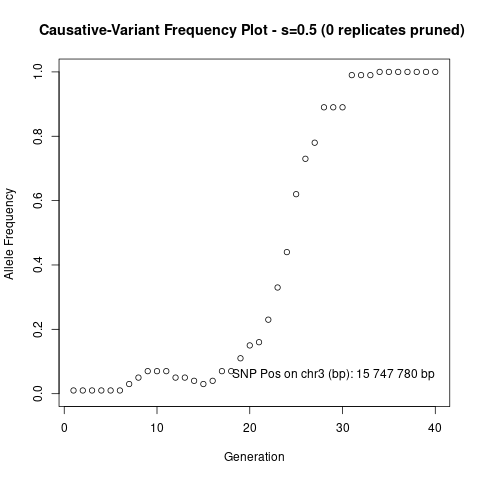 Causative-Variant Frequency Plot - s=0.5 (0 replicates pruned)
Allele Frequency
1.0
0.8
0.6
0.4
0.2
0.0
SNP Pos on chr3 (bp): 15 747 780 bp
0 10 20 30 40
Generation